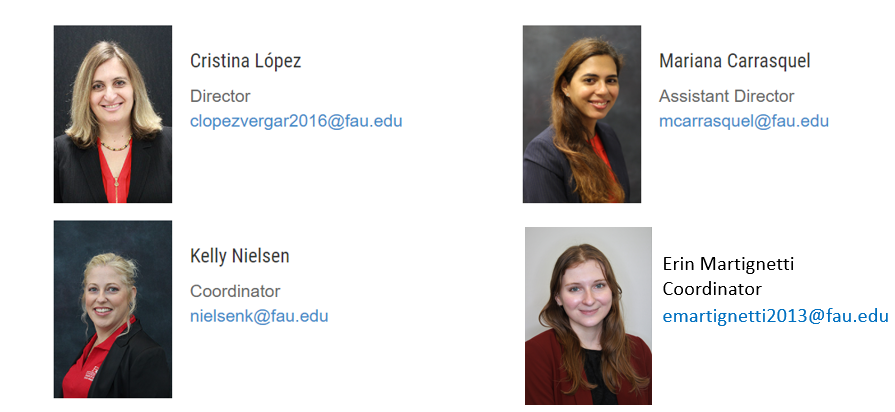 Cristina López
Director
clopezvergar2016@fau.edu
Mariana Carrasquel
Assistant Director
mcarrasquel@fau.edu
Kelly Nielsen
Coordinator
nielsenk@fau.edu
Erin Martignetti
Coordinator
emartignetti2013@fau.edu